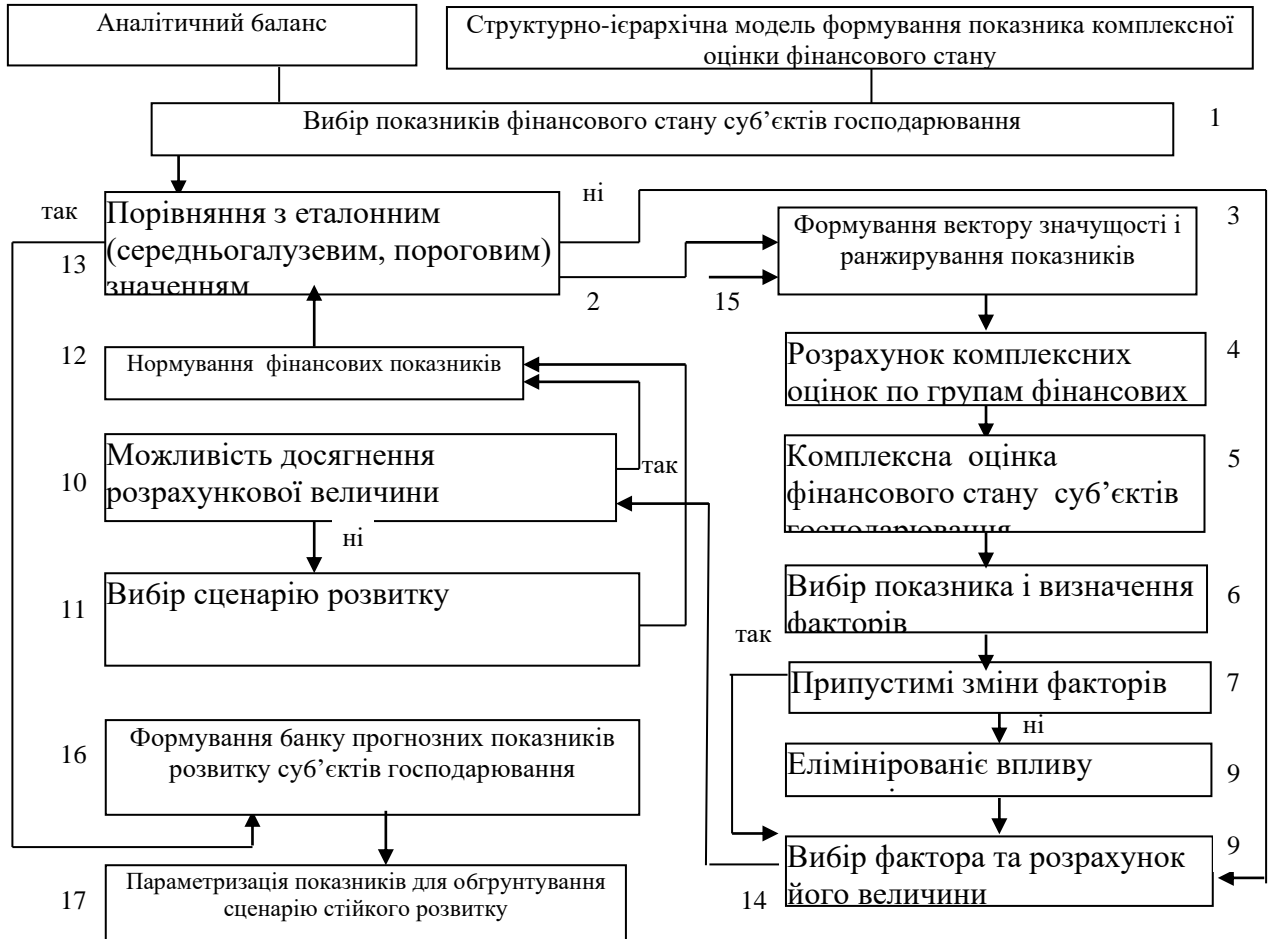 Аналітичний баланс
Структурно-ієрархічна модель формування показника комплексної
оцінки фінансового стану
Вибір показників фінансового стану суб’єктів господарювання
1
так
ні
Порівняння з еталонним
(середньогалузевим, пороговим)
значенням
13
2
15
Формування вектору значущості і
ранжирування показників
3
12
Нормування фінансових показників
Розрахунок комплексних
оцінок по групам фінансових
4
Можливість досягнення
розрахункової величини
10
так
ні
Комплексна оцінка
фінансового стану суб’єктів
господарювання
5
Вибір сценарію розвитку
11
Вибір показника і визначення
факторів
6
так
Припустимі зміни факторів
7
ні
16
Формування банку прогнозних показників
розвитку суб’єктів господарювання
Елімінірованіє впливу
9
Вибір фактора та розрахунок
його величини
9
14
17
Параметризація показників для обгрунтування
сценарію стійкого розвитку